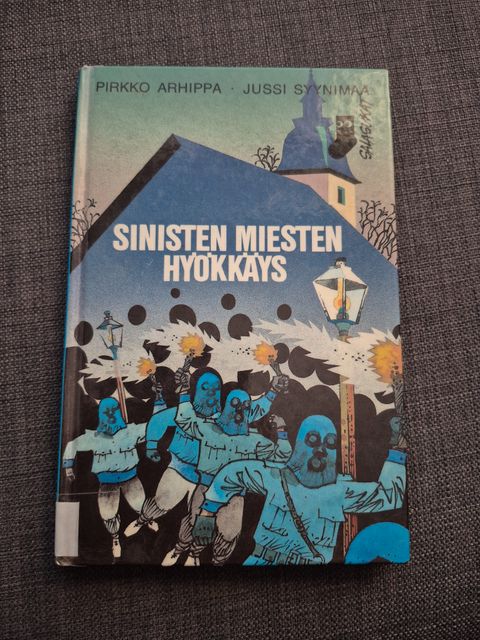 PIRKKO ARHIPPA · JUSSI SYYNIMAA
SINISTEN MIESTEN
HYÖKKÄYS